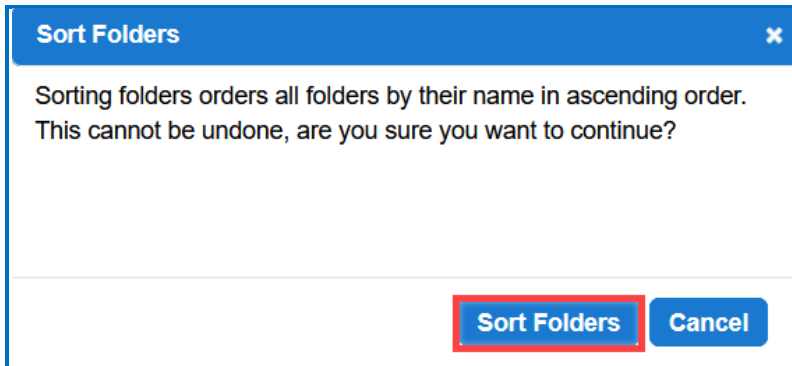 Sort Folders
Sorting folders orders all folders by their name in ascending order.
This cannot be undone, are you sure you want to continue?
Sort Folders
Cancel